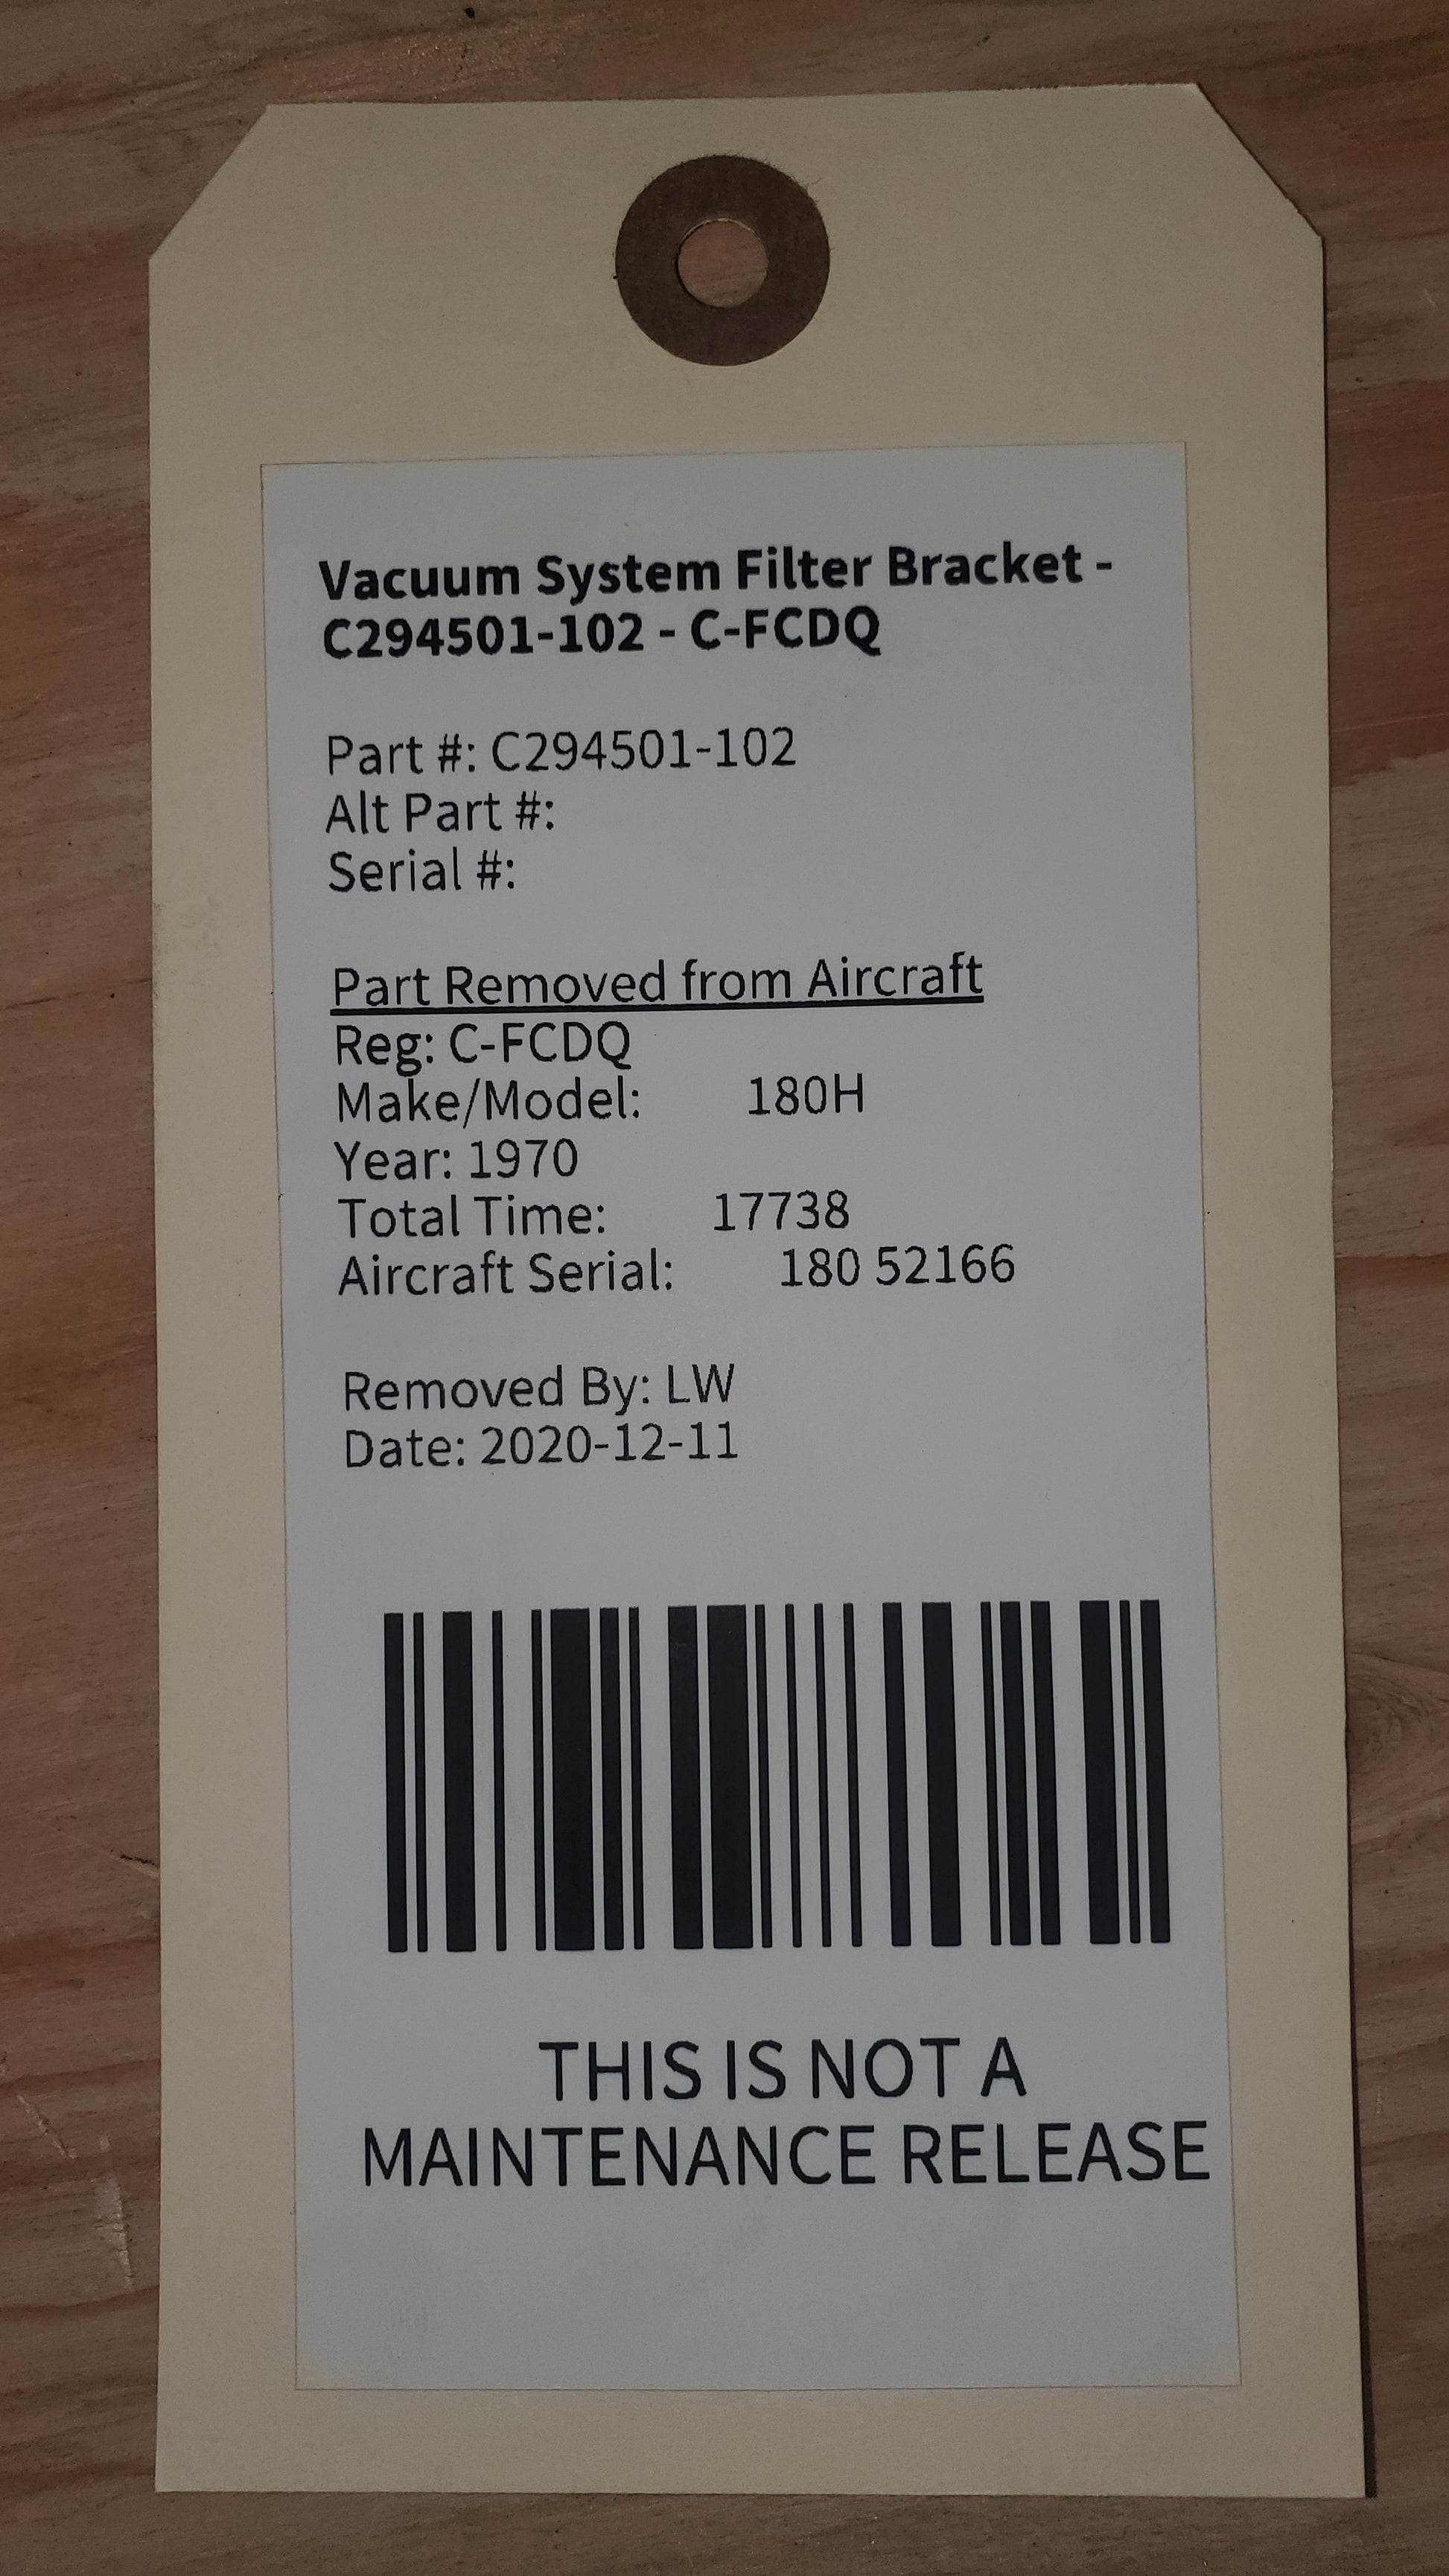 Vacuum System Filter Bracket -
C294501-102 - C-FCDQ
Part #: C294501-102
Alt Part #:
Serial #:
Part Removed from Aircraft
Reg: C-FCDQ
Make/Model: 180H
Year: 1970
Total Time: 17738
Aircraft Serial: 180 52166
Removed By: LW
Date: 2020-12-11
THIS IS NOT A
MAINTENANCE RELEASE